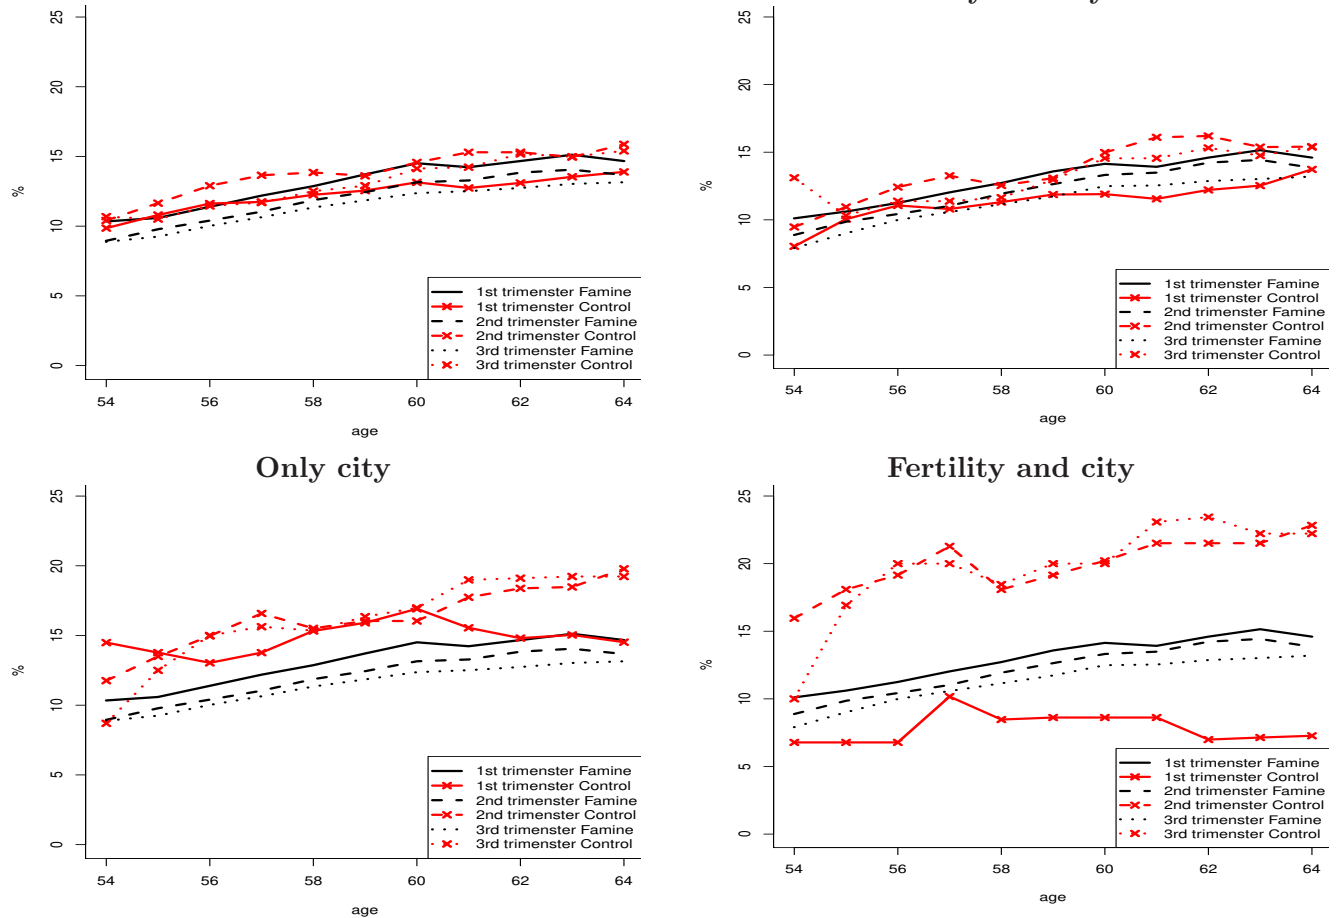 25
20
15
10
5
0
%
54 56 58 60 62 64
age
1st trimenster Famine
1st trimenster Control
2nd trimenster Famine
2nd trimenster Control
3rd trimenster Famine
3rd trimenster Control
25
20
15
10
5
0
%
54 56 58 60 62 64
age
1st trimenster Famine
1st trimenster Control
2nd trimenster Famine
2nd trimenster Control
3rd trimenster Famine
3rd trimenster Control
Only city
25
20
15
10
5
0
%
54 56 58 60 62 64
age
1st trimenster Famine
1st trimenster Control
2nd trimenster Famine
2nd trimenster Control
3rd trimenster Famine
3rd trimenster Control
Fertility and city
25
20
15
10
5
0
%
54 56 58 60 62 64
age
1st trimenster Famine
1st trimenster Control
2nd trimenster Famine
2nd trimenster Control
3rd trimenster Famine
3rd trimenster Control